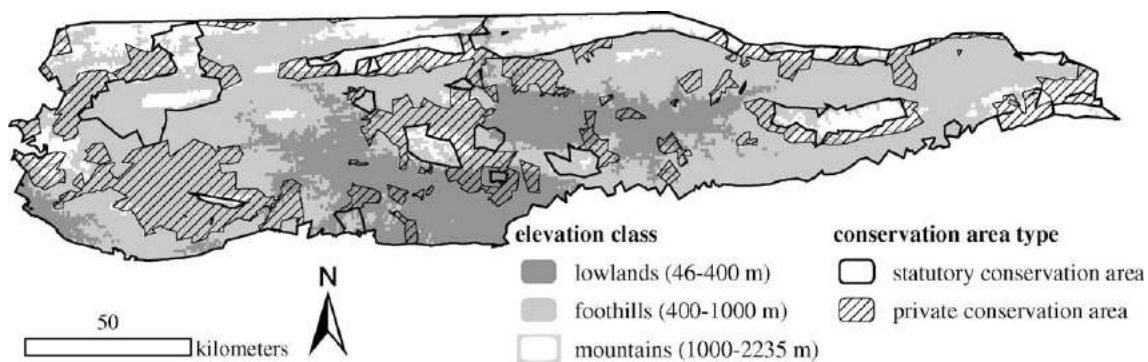 elevation class
lowlands (46-400 m)
foothills (400-1000 m)
mountains (1000-2235 m)
conservation area type
statutory conservation area
private conservation area
N
50
kilometers